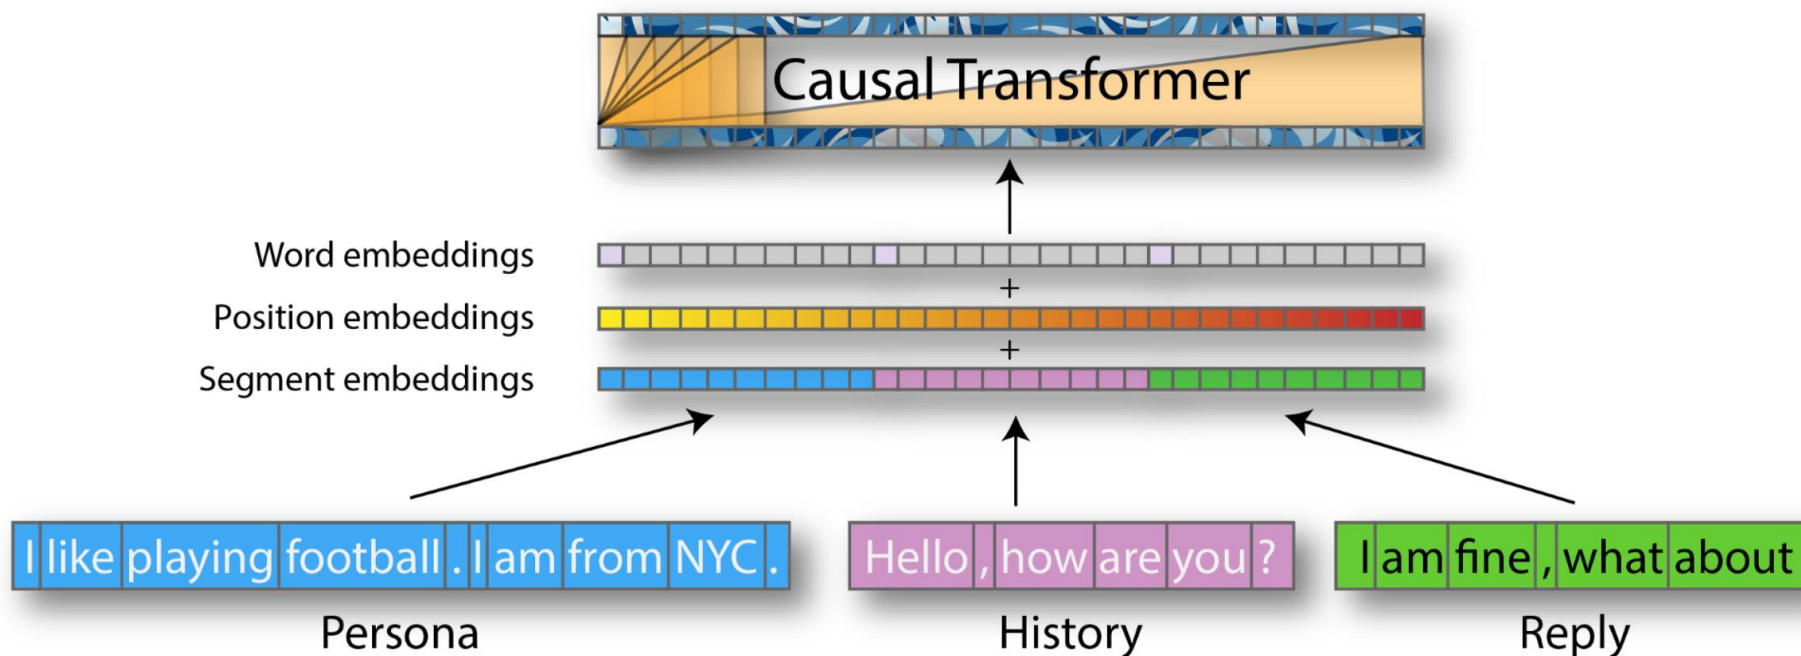 Causal Transformer
Word embeddings
+
Position embeddings
+
Segment embeddings
I like playing football . I am from NYC .
Hello , how are you ?
I am fine , what about
Persona
History
Reply